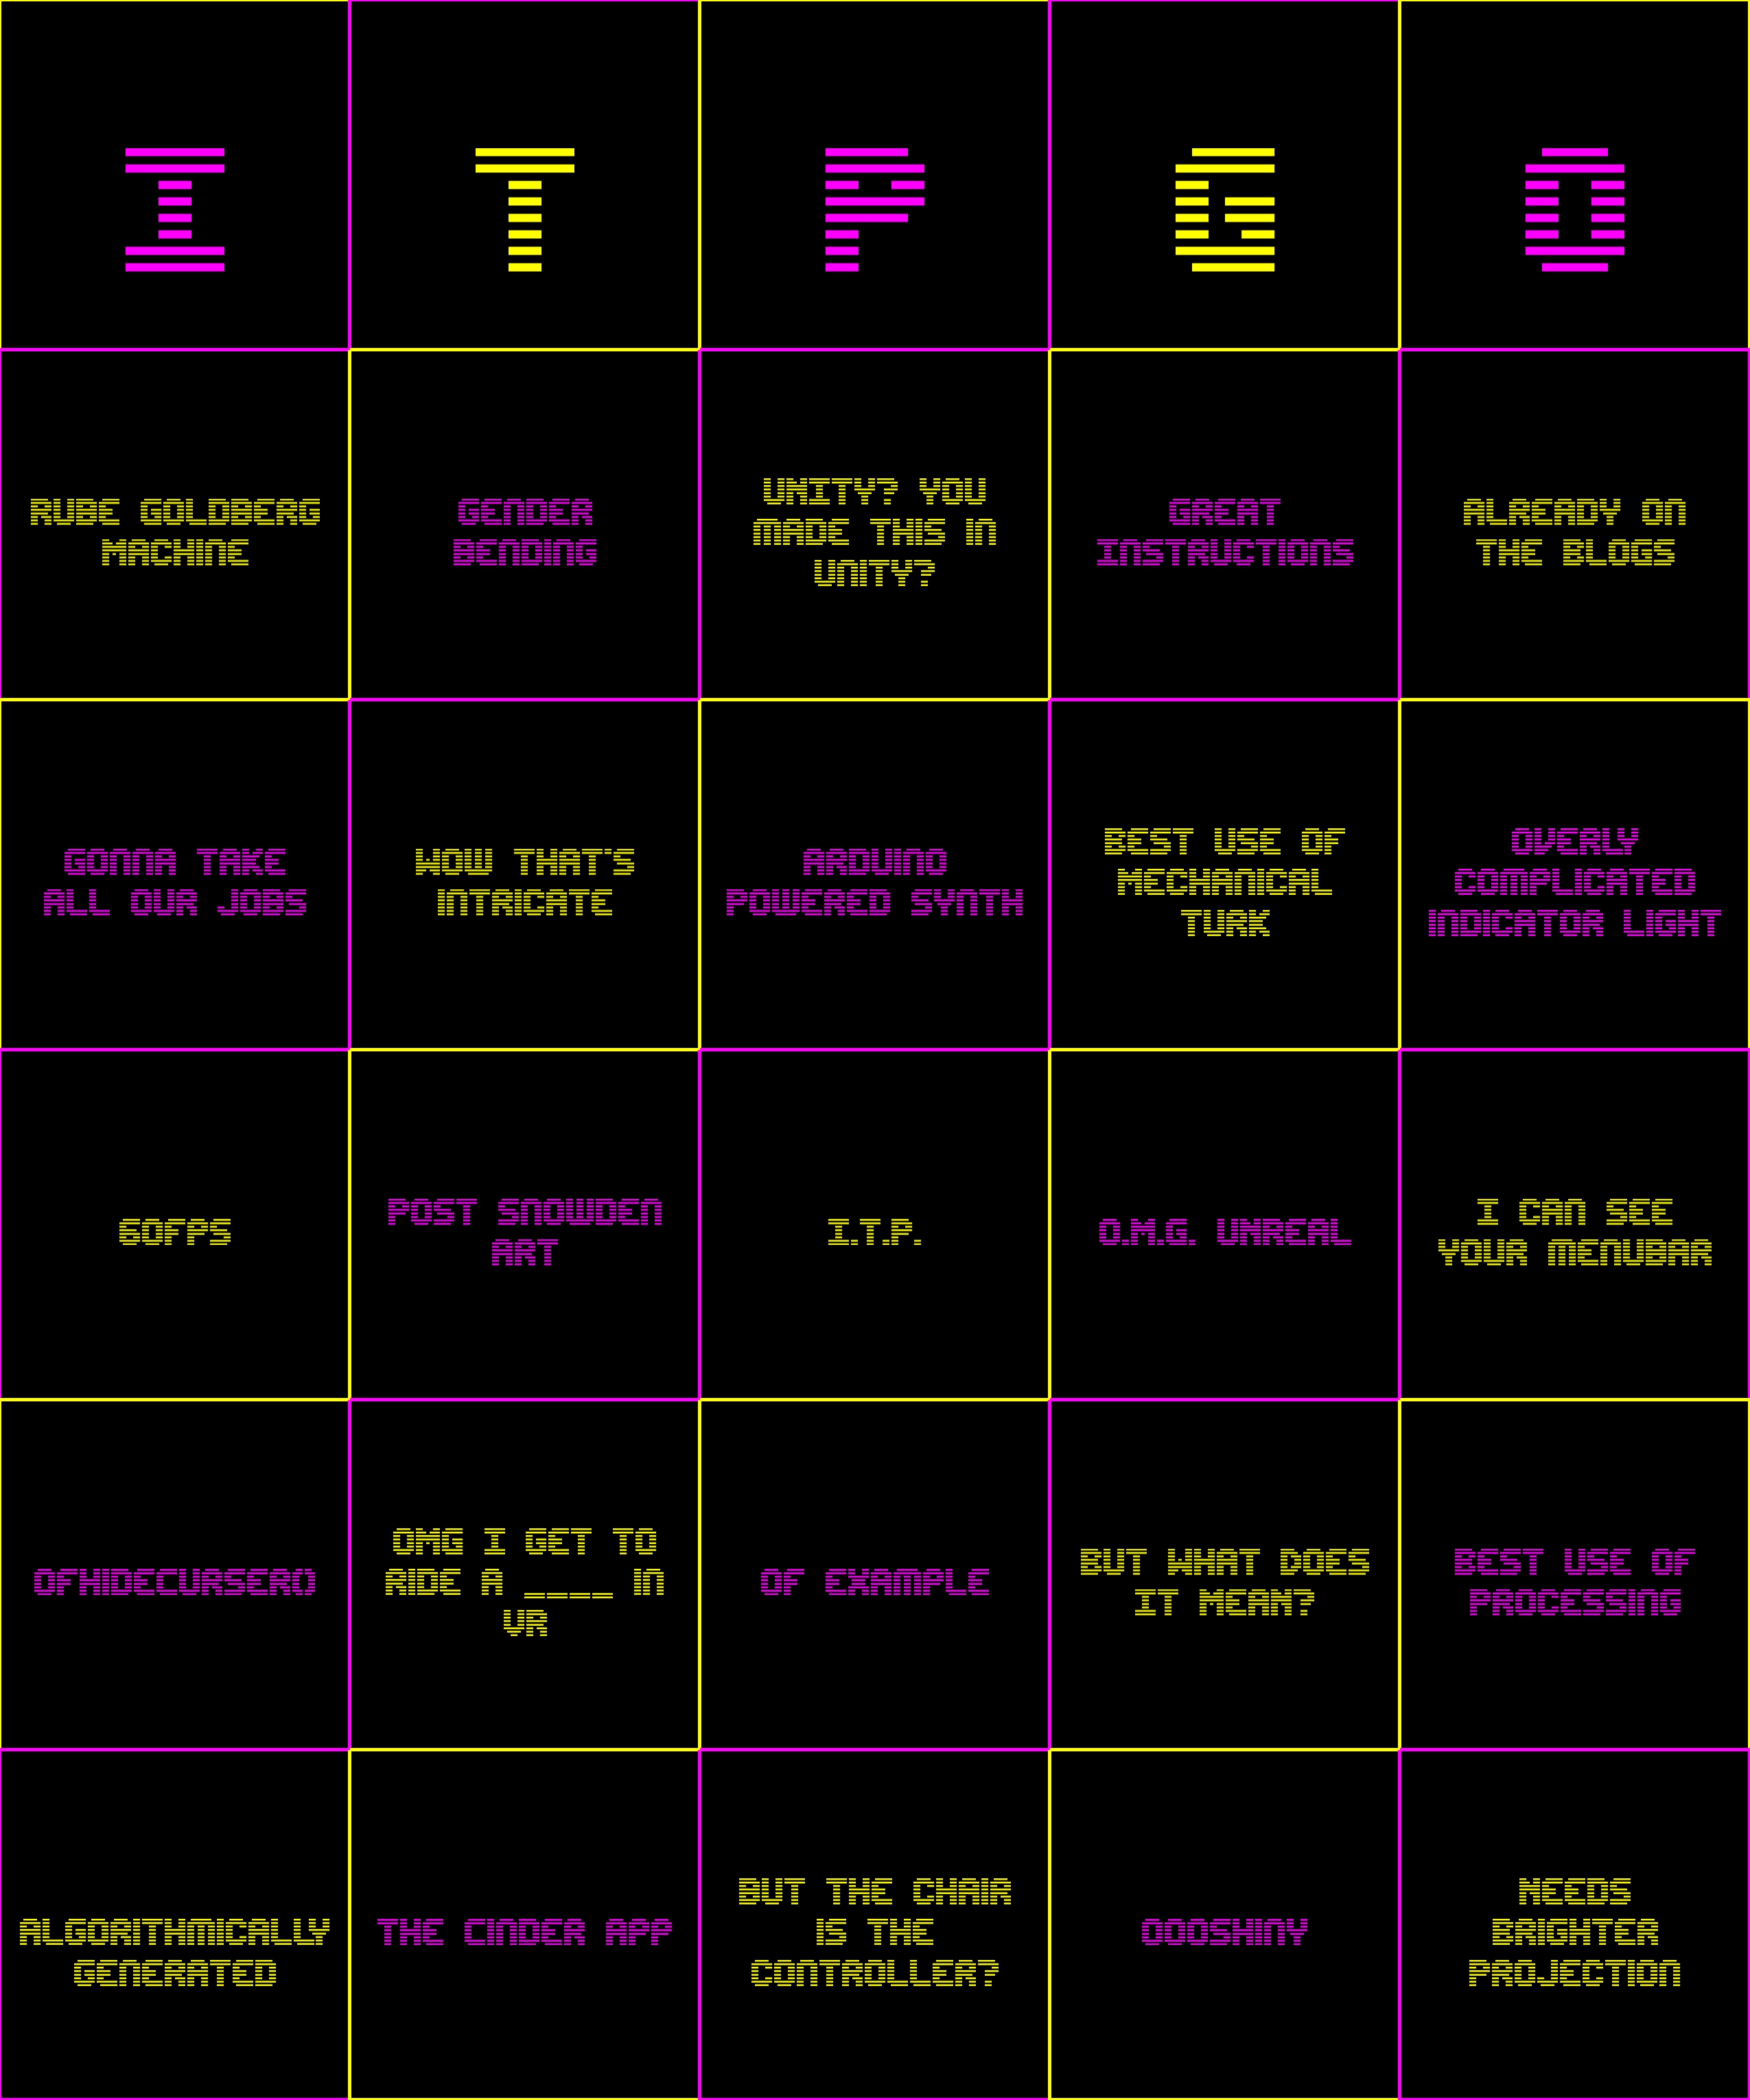 I
T
P
G
O
RUBE GOLDBERG
MACHINE
GENDER
BENDING
UNITY? YOU
MADE THIS IN
UNITY?
GREAT
INSTRUCTIONS
ALREADY ON
THE BLOGS
GONNA TAKE
ALL OUR JOBS
WOW THAT'S
INTRICATE
ARDUINO
POWERED SYNTH
BEST USE OF
MECHANICAL
TURK
OVERLY
COMPLICATED
INDICATOR LIGHT
60FPS
POST SNOWDEN
ART
I.T.P.
O.M.G. UNREAL
I CAN SEE
YOUR MENUBAR
OFHIDECURSER()
OMG I GET TO
RIDE A ____ IN
VR
OF EXAMPLE
BUT WHAT DOES
IT MEAN?
BEST USE OF
PROCESSING
ALGORITHMICALLY
GENERATED
THE CINDER APP
BUT THE CHAIR
IS THE
CONTROLLER?
OOOSHINY
NEEDS
BRIGHTER
PROJECTION